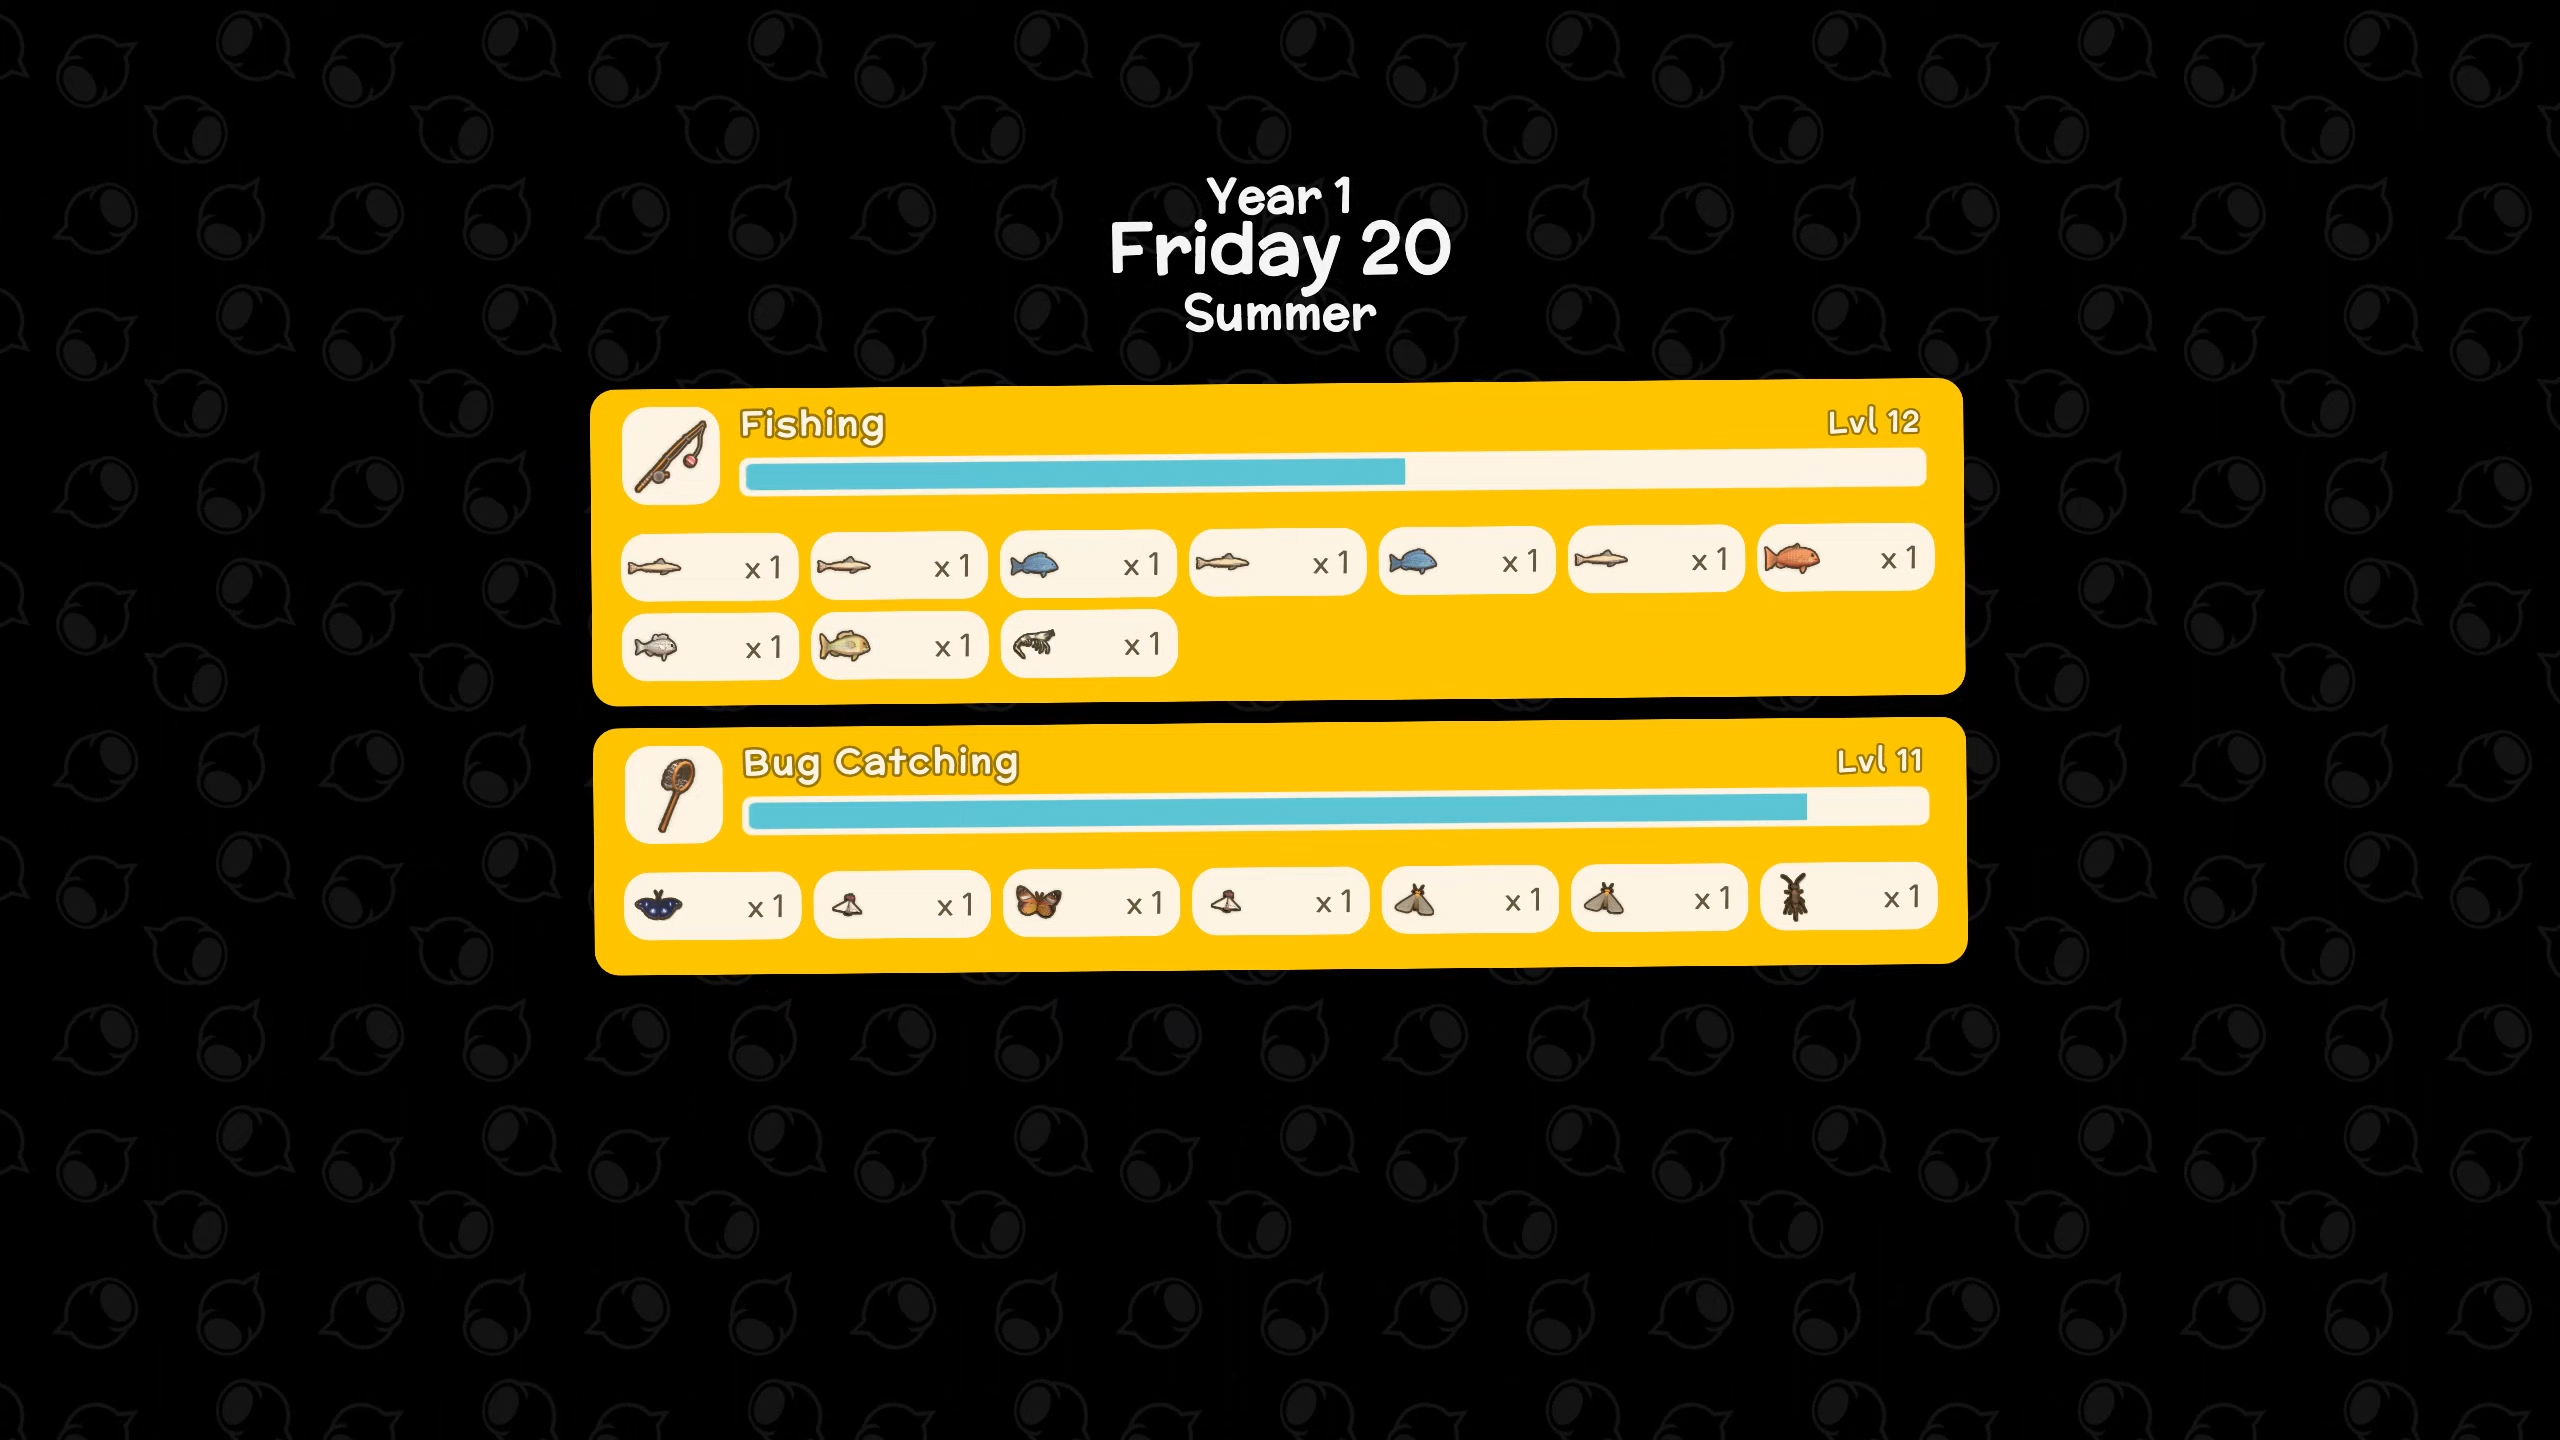 Year 1
Friday 20
Summer
Fishing
Lvl 12
x 1 x 1 x 1 x 1 x 1 x 1 x 1
x 1 x 1 x 1
Bug Catching
Lvl 11
x 1 x 1 x 1 x 1 x 1 x 1 x 1